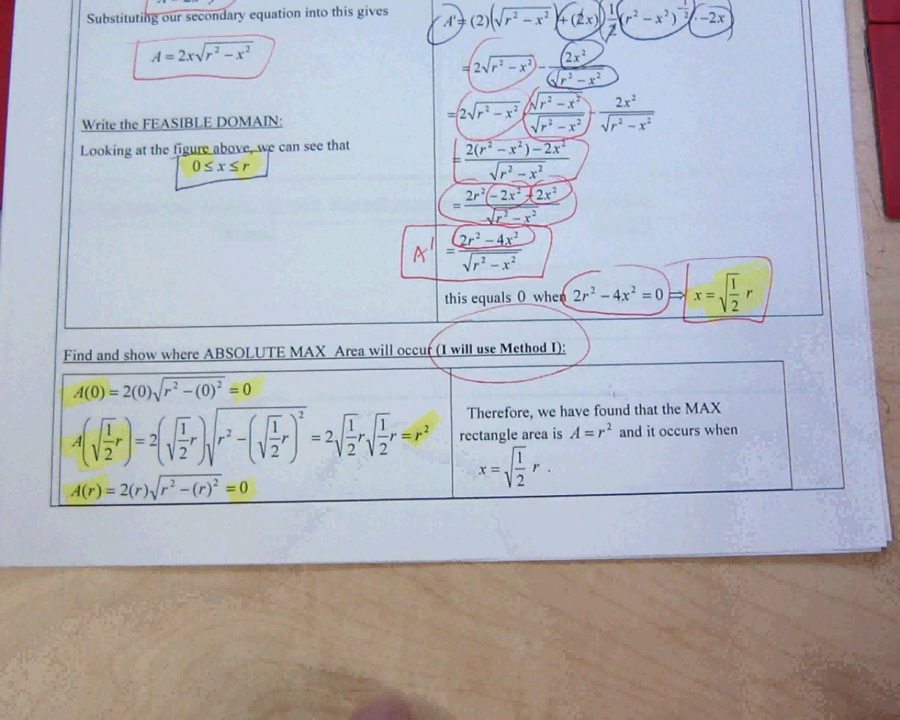 Substituting our secondary equation into this gives
A = 2x√(r² − x²)
Write the FEASIBLE DOMAIN:
Looking at the figure above, we can see that
0 ≤ x ≤ r
A' = (2)(√(r² − x²)) + (2x)(1/2)(r² − x²)^(−1/2) · −2x
= 2√(r² − x²) − 2x²/√(r² − x²)
= 2√(r² − x²) √(r² − x²)/√(r² − x²) − 2x²/√(r² − x²)
= (2(r² − x²) − 2x²)/√(r² − x²)
= (2r² − 2x² − 2x²)/√(r² − x²)
A' = (2r² − 4x²)/√(r² − x²)
this equals 0 when 2r² − 4x² = 0 ⇒ x = √(1/2) r
Find and show where ABSOLUTE MAX Area will occur (I will use Method I):
A(0) = 2(0)√(r² − (0)²) = 0
A(√(1/2) r) = 2(√(1/2) r)√(r² − (√(1/2) r)²) = 2√(1/2) r√(1/2) r = r²
A(r) = 2(r)√(r² − (r)²) = 0
Therefore, we have found that the MAX
rectangle area is A = r² and it occurs when
x = √(1/2) r .